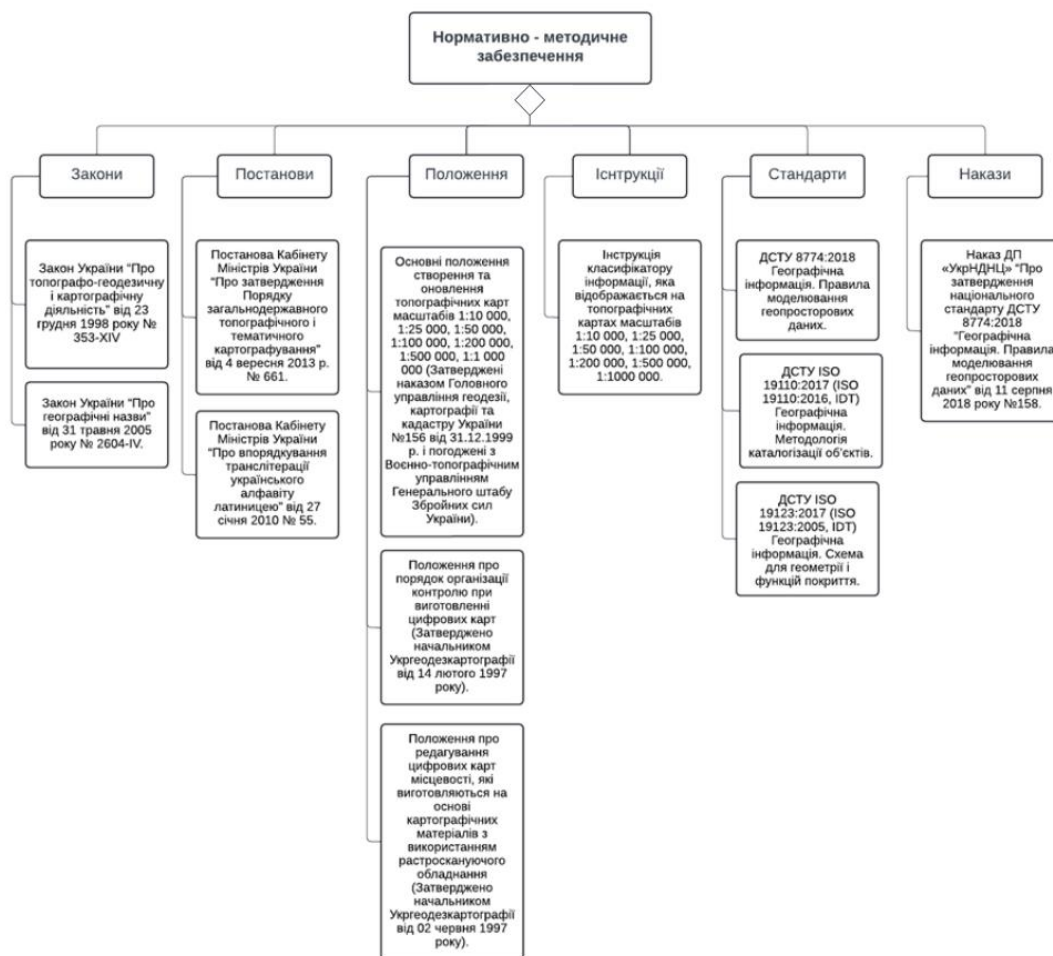 Нормативно - методичне
забезпечення
Закони
Постанови
Положення
Існтрукції
Стандарти
Накази
Закон України "Про
топографо-геодезичну
і картографічну
діяльність" від 23
грудня 1998 року №
353-XIV
Закон України "Про
географічні назви"
від 31 травня 2005
року № 2604-IV.
Постанова Кабінету
Міністрів України
"Про затвердження
Порядку
загальнодержавного
топографічного і
тематичного
картографування"
від 4 вересня 2013 р.
№ 661.
Постанова Кабінету
Міністрів України
"Про впорядкування
транслітерації
українського
алфавіту
латиницею" від 27
січня 2010 № 55.
Основні положення
створення та
оновлення
топографічних карт
масштабів 1:10 000,
1:25 000, 1:50 000,
1:100 000, 1:200 000,
1:500 000, 1:1 000
000 (Затверджені
наказом Головного
управління геодезії,
картографії та
кадастру України
№156 від 31.12.1999
р. і погоджені з
Воєнно-топографічним
управлінням
Генерального штабу
Збройних сил
України).
Положення про
порядок організації
контролю при
виготовленні
цифрових карт
(Затверджено
начальником
Укргеодезкартографії
від 14 лютого 1997
року).
Положення про
редагування
цифрових карт
місцевості, які
виготовляються на
основі
картографічних
матеріалів з
використанням
растроскануючого
обладнання
(Затверджено
начальником
Укргеодезкартографії
від 02 червня 1997
року).
Інструкція
класифікатору
інформації, яка
відображається на
топографічних
картах масштабів
1:10 000, 1:25 000,
1:50 000, 1:100 000,
1:200 000, 1:500 000,
1:1000 000.
ДСТУ 8774:2018
Географічна
інформація. Правила
моделювання
геопросторових
даних.
ДСТУ ISO
19110:2017 (ISO
19110:2016, IDT)
Географічна
інформація.
Методологія
каталогізації об'єктів.
ДСТУ ISO
19123:2017 (ISO
19123:2005, IDT)
Географічна
інформація. Схема
для геометрії і
функцій покриття.
Наказ ДП
«УкрНДНЦ» "Про
затвердження
національного
стандарту ДСТУ
8774:2018
"Географічна
інформація. Правила
моделювання
геопросторових
даних" від 11 серпня
2018 року №158.